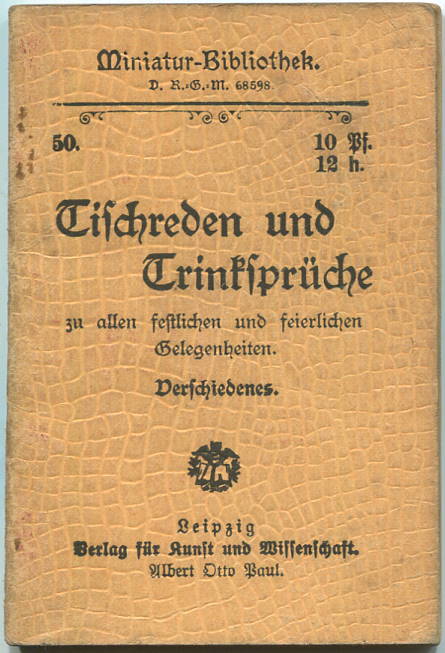 Miniatur-Bibliothek.
D. R.-G.-M. 68598.
50.
10 Pf.
12 h.
Tischreden und
Trinksprüche
zu allen festlichen und feierlichen
Gelegenheiten.
Verschiedenes.
Leipzig
Verlag für Kunst und Wissenschaft.
Albert Otto Paul.